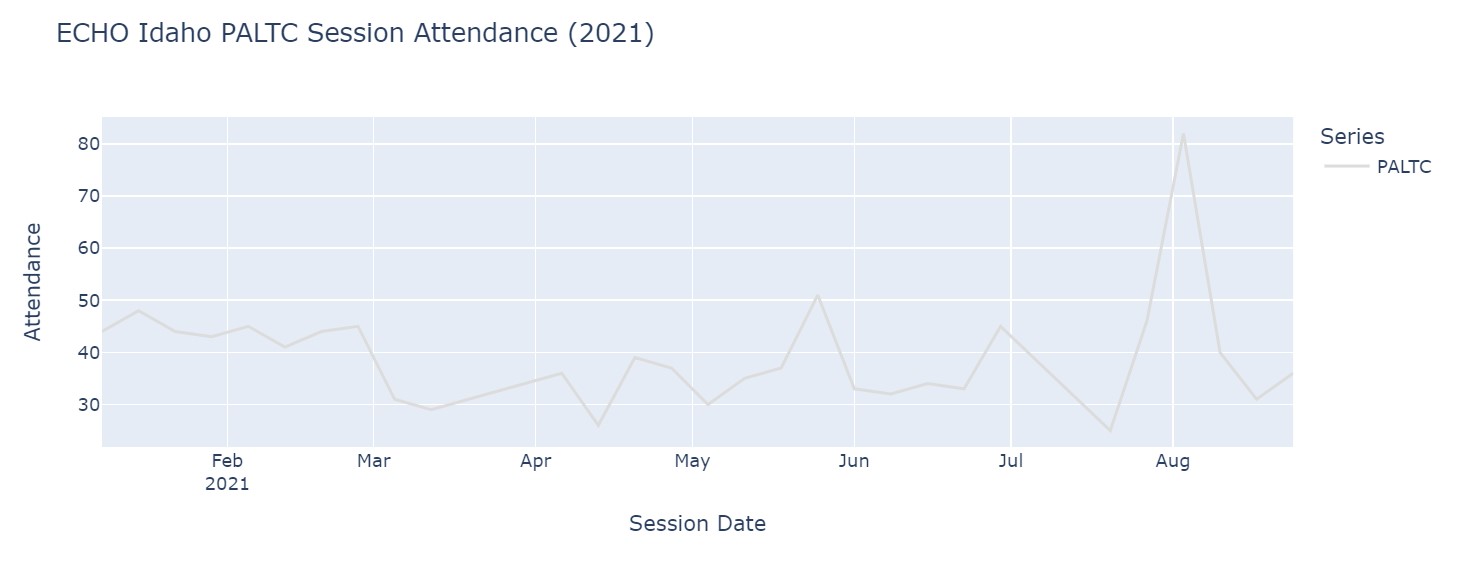 ECHO Idaho PALTC Session Attendance (2021)
Series
PALTC
Attendance
80
70
60
50
40
30
Feb Mar Apr May Jun Jul Aug
2021
Session Date